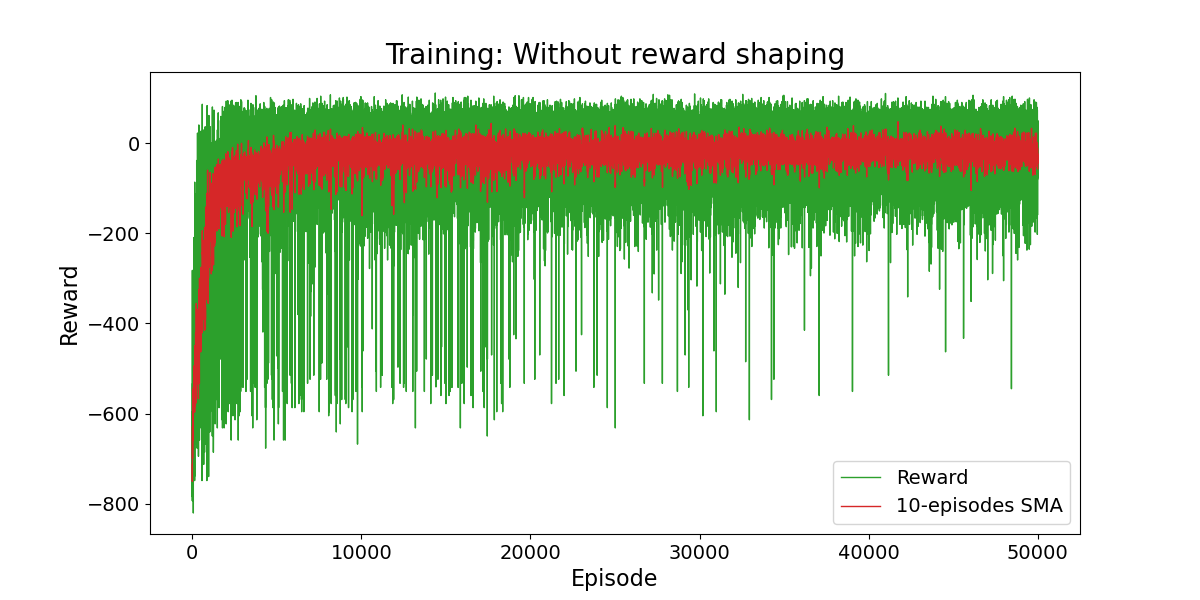 Training: Without reward shaping
Reward
0
−200
−400
−600
−800
Reward
10-episodes SMA
0
10000
20000
30000
40000
50000
Episode